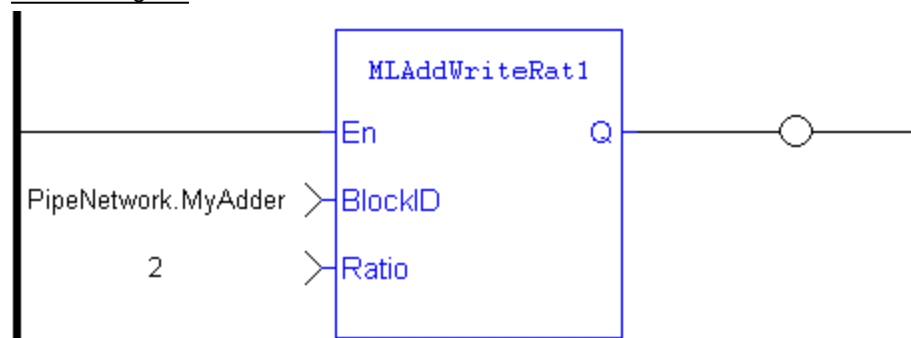 MLAddWriteRat1
En Q
PipeNetwork.MyAdder BlockID
2 Ratio